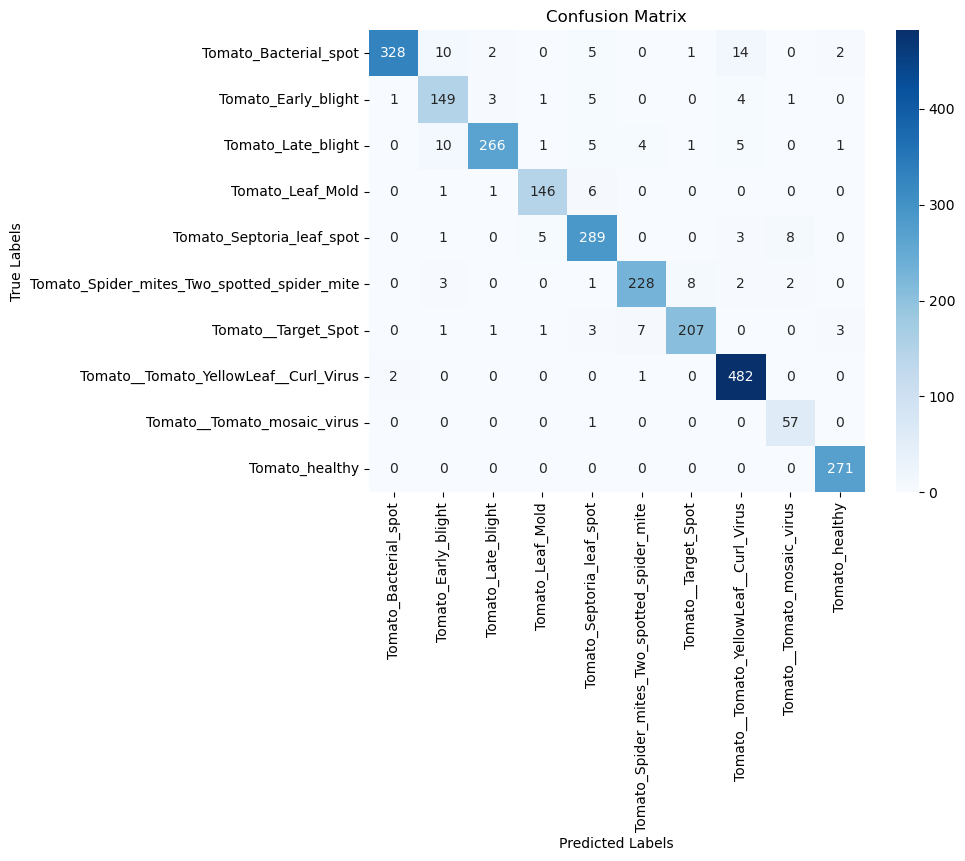 Confusion Matrix
True Labels
Tomato_Bacterial_spot 328 10 2 0 5 0 1 14 0 2
Tomato_Early_blight 1 149 3 1 5 0 0 4 1 0
Tomato_Late_blight 0 10 266 1 5 4 1 5 0 1
Tomato_Leaf_Mold 0 1 1 146 6 0 0 0 0 0
Tomato_Septoria_leaf_spot 0 1 0 5 289 0 0 3 8 0
Tomato_Spider_mites_Two_spotted_spider_mite 0 3 0 0 1 228 8 2 2 0
Tomato__Target_Spot 0 1 1 1 3 7 207 0 0 3
Tomato__Tomato_YellowLeaf__Curl_Virus 2 0 0 0 0 1 0 482 0 0
Tomato__Tomato_mosaic_virus 0 0 0 0 1 0 0 0 57 0
Tomato_healthy 0 0 0 0 0 0 0 0 0 271
Tomato_Bacterial_spot
Tomato_Early_blight
Tomato_Late_blight
Tomato_Leaf_Mold
Tomato_Septoria_leaf_spot
Tomato_Spider_mites_Two_spotted_spider_mite
Tomato__Target_Spot
Tomato__Tomato_YellowLeaf__Curl_Virus
Tomato__Tomato_mosaic_virus
Tomato_healthy
Predicted Labels
400
300
200
100
0